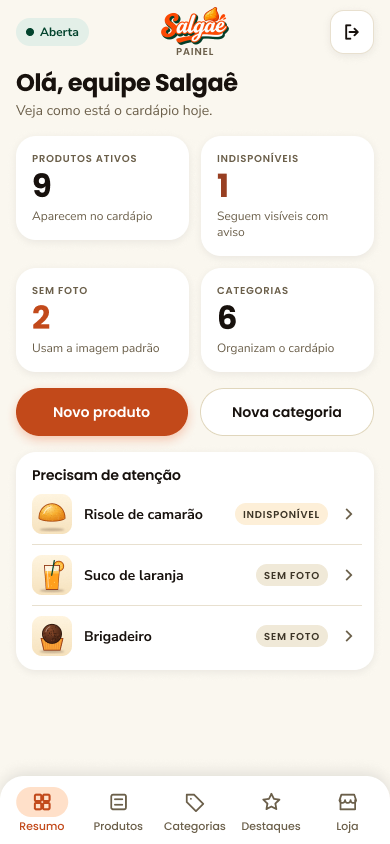 Aberta
Salgaê
PAINEL
Olá, equipe Salgaê
Veja como está o cardápio hoje.
PRODUTOS ATIVOS
9
Aparecem no cardápio
INDISPONÍVEIS
1
Seguem visíveis com
aviso
SEM FOTO
2
Usam a imagem padrão
CATEGORIAS
6
Organizam o cardápio
Novo produto
Nova categoria
Precisam de atenção
Risole de camarão
INDISPONÍVEL
Suco de laranja
SEM FOTO
Brigadeiro
SEM FOTO
Resumo
Produtos
Categorias
Destaques
Loja